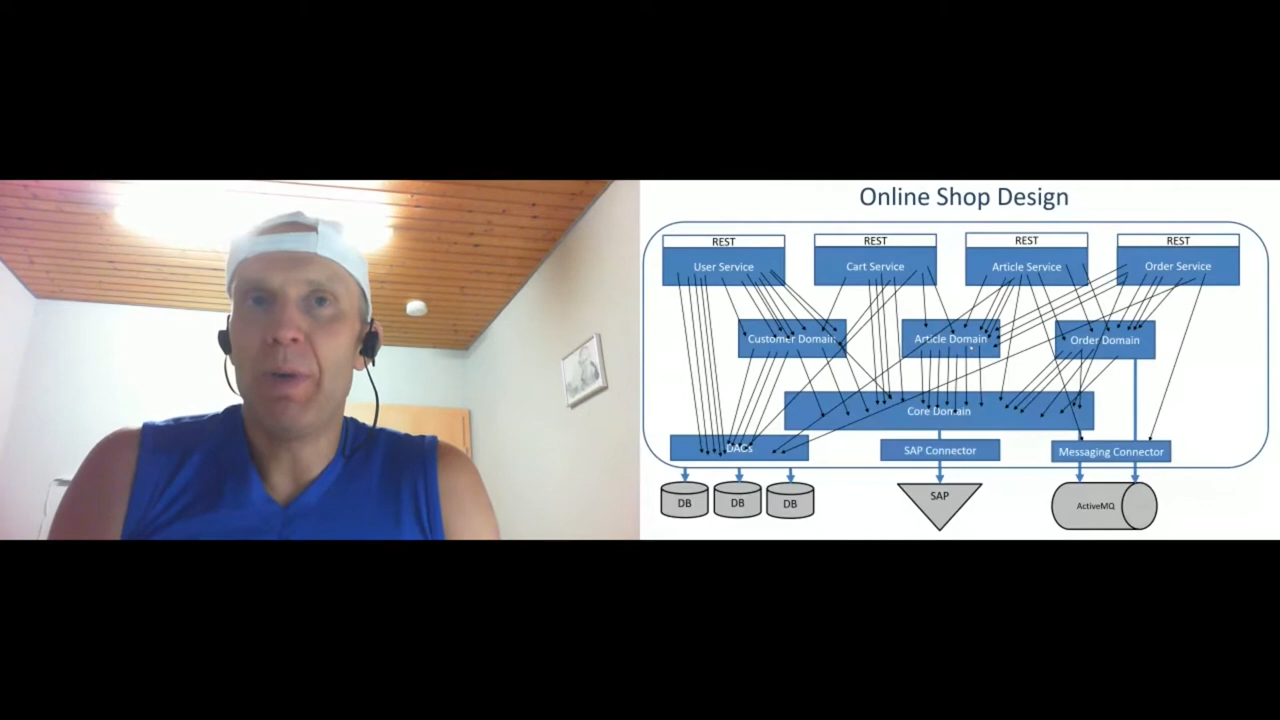 Online Shop Design
REST REST REST REST
User Service Cart Service Article Service Order Service
Customer Domain Article Domain Order Domain
Core Domain
DAOs SAP Connector Messaging Connector
DB DB DB SAP ActiveMQ